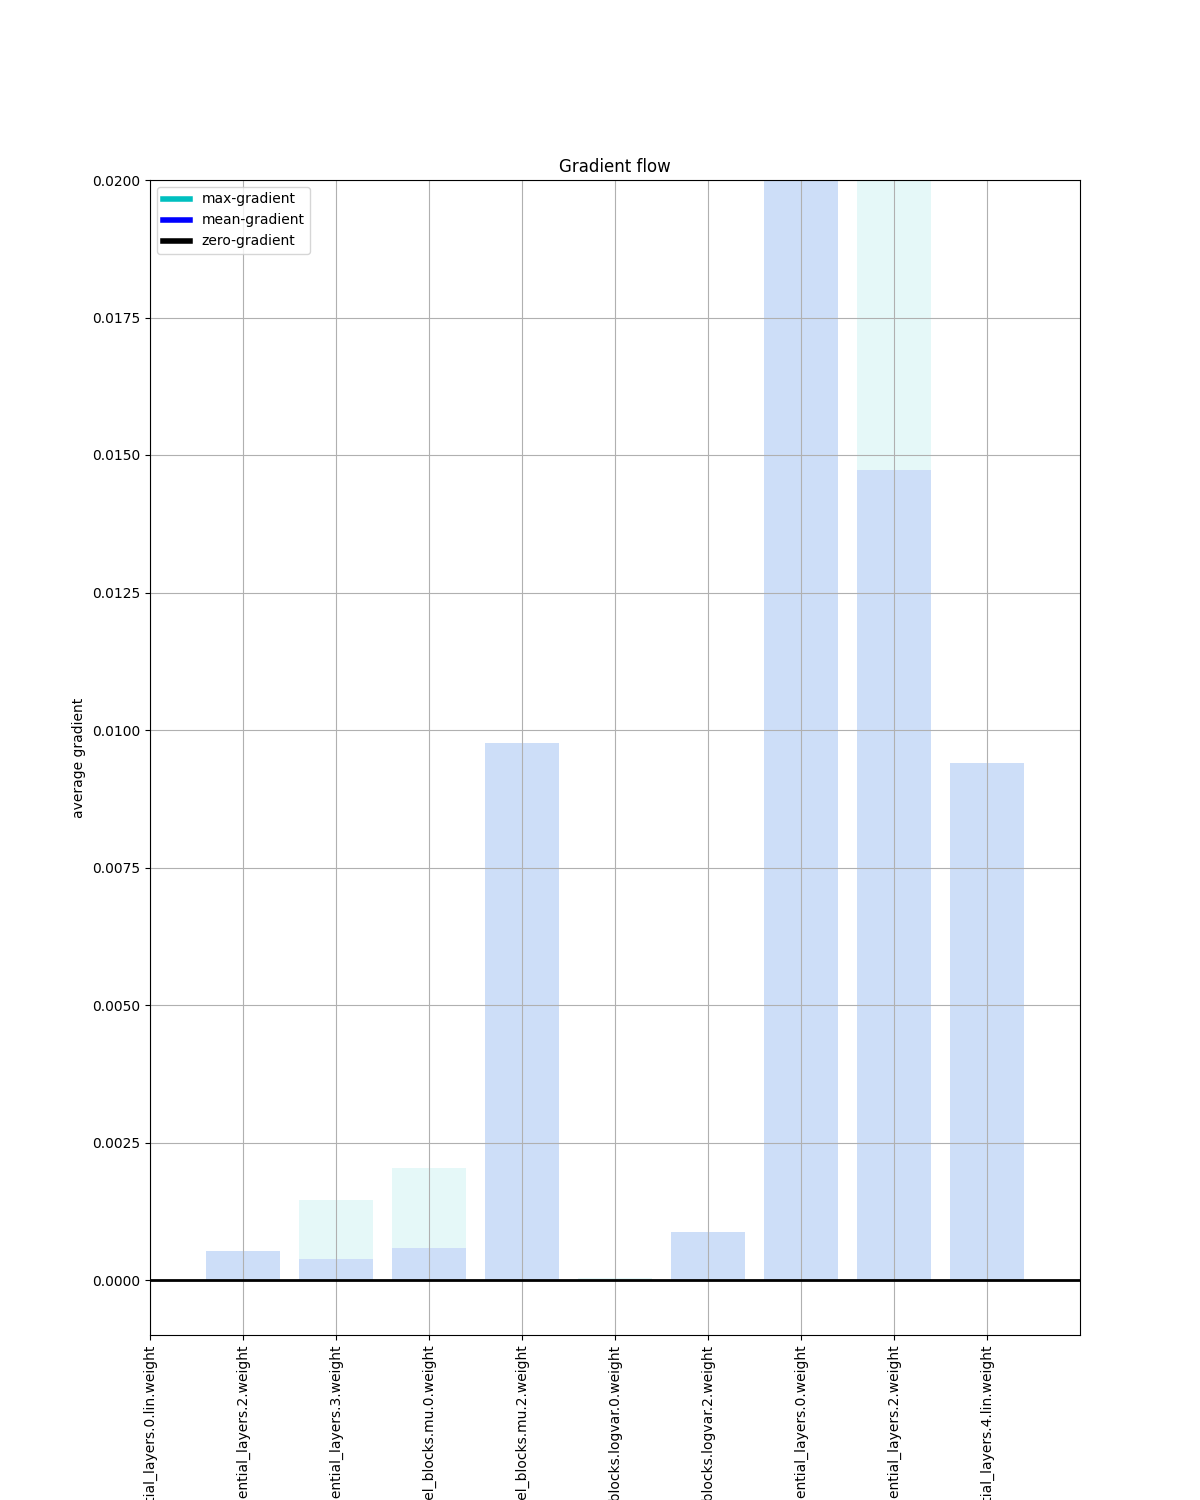 Gradient flow
max-gradient
mean-gradient
zero-gradient
0.0200
0.0175
0.0150
0.0125
0.0100
0.0075
0.0050
0.0025
0.0000
average gradient
tial_layers.0.lin.weight
ential_layers.2.weight
ential_layers.3.weight
el_blocks.mu.0.weight
el_blocks.mu.2.weight
blocks.logvar.0.weight
blocks.logvar.2.weight
ential_layers.0.weight
ential_layers.2.weight
tial_layers.4.lin.weight